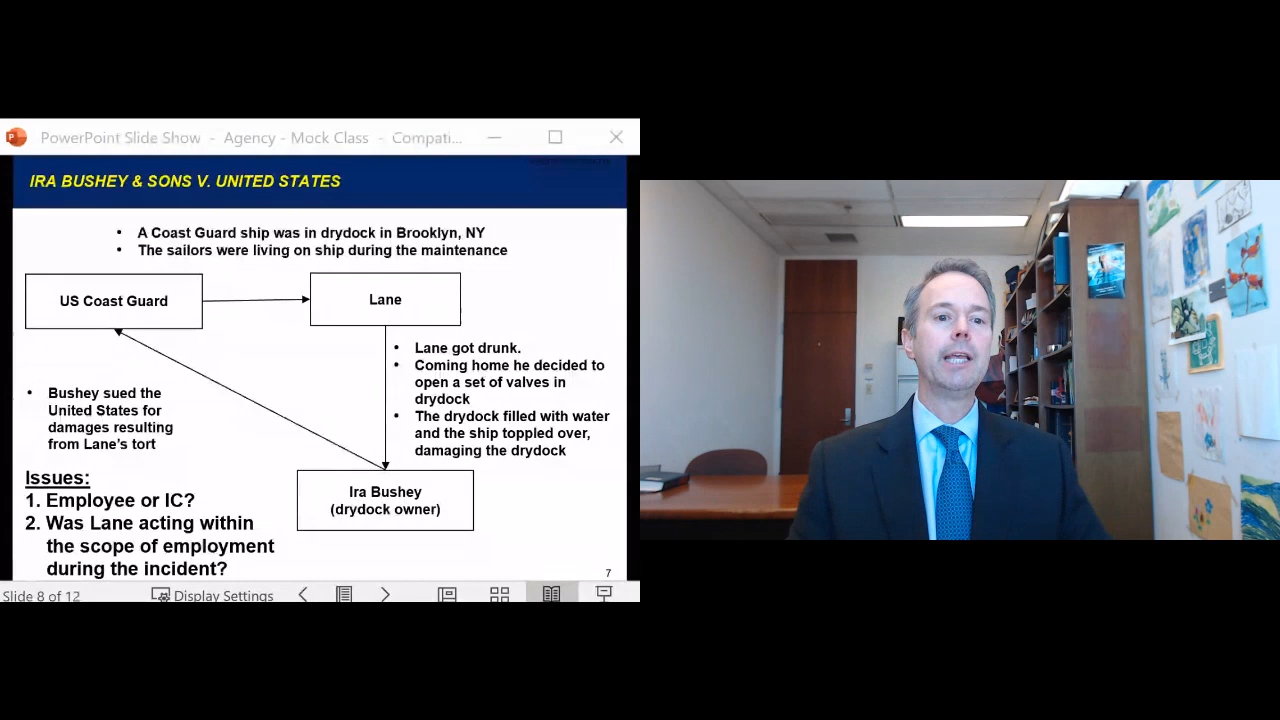 PowerPoint Slide Show - Agency - Mock Class - Compati...
IRA BUSHEY & SONS V. UNITED STATES
• A Coast Guard ship was in drydock in Brooklyn, NY
• The sailors were living on ship during the maintenance
US Coast Guard
Lane
• Lane got drunk.
• Coming home he decided to
open a set of valves in
drydock
• The drydock filled with water
and the ship toppled over,
damaging the drydock
• Bushey sued the
United States for
damages resulting
from Lane's tort
Issues:
1. Employee or IC?
2. Was Lane acting within
the scope of employment
during the incident?
Ira Bushey
(drydock owner)
7
Slide 8 of 12
Display Settings